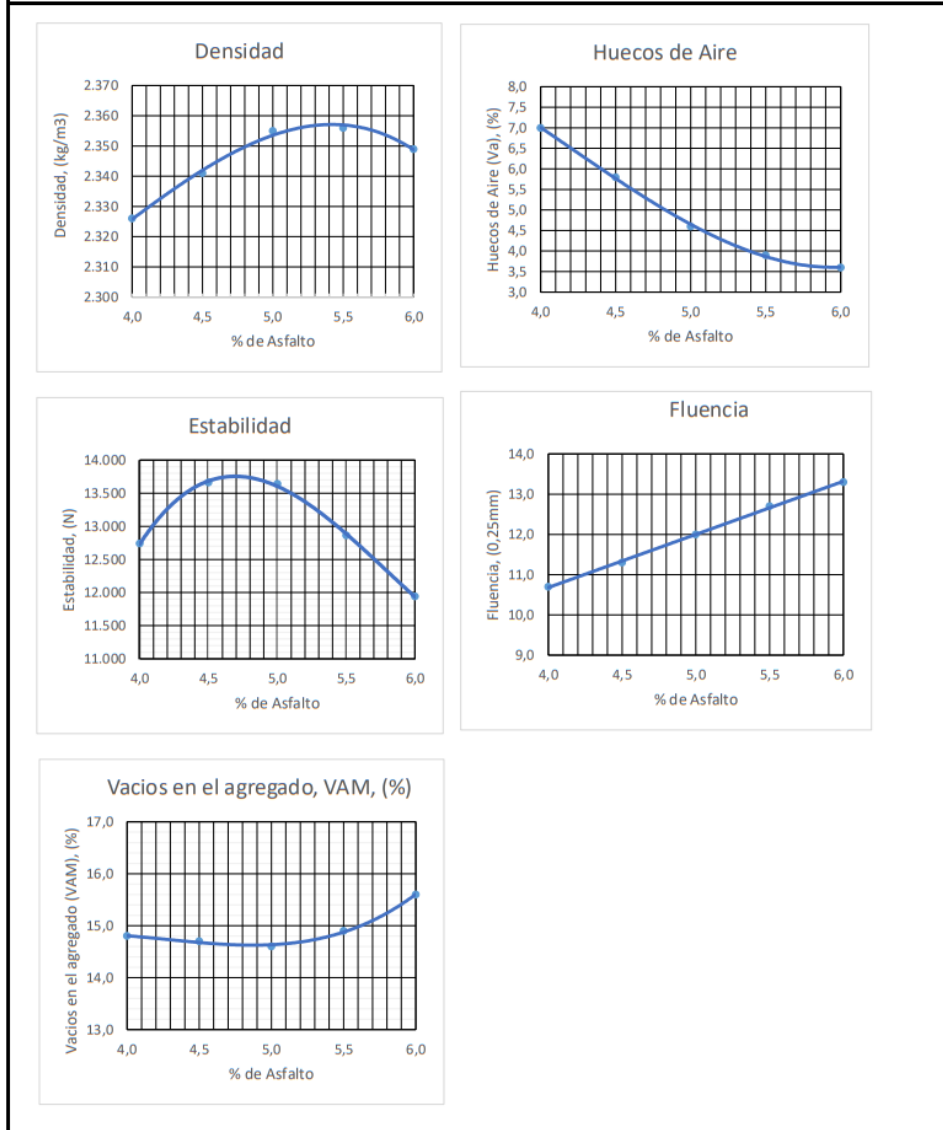 Densidad
Densidad, (kg/m3)
2.370
2.360
2.350
2.340
2.330
2.320
2.310
2.300
4,0 4,5 5,0 5,5 6,0
% de Asfalto
Huecos de Aire
Huecos de Aire (Va), (%)
8,0
7,5
7,0
6,5
6,0
5,5
5,0
4,5
4,0
3,5
3,0
4,0 4,5 5,0 5,5 6,0
% de Asfalto
Estabilidad
Estabilidad, (N)
14.000
13.500
13.000
12.500
12.000
11.500
11.000
4,0 4,5 5,0 5,5 6,0
% de Asfalto
Fluencia
Fluencia, (0,25mm)
14,0
13,0
12,0
11,0
10,0
9,0
4,0 4,5 5,0 5,5 6,0
% de Asfalto
Vacios en el agregado, VAM, (%)
Vacios en el agregado (VAM), (%)
17,0
16,0
15,0
14,0
13,0
4,0 4,5 5,0 5,5 6,0
% de Asfalto